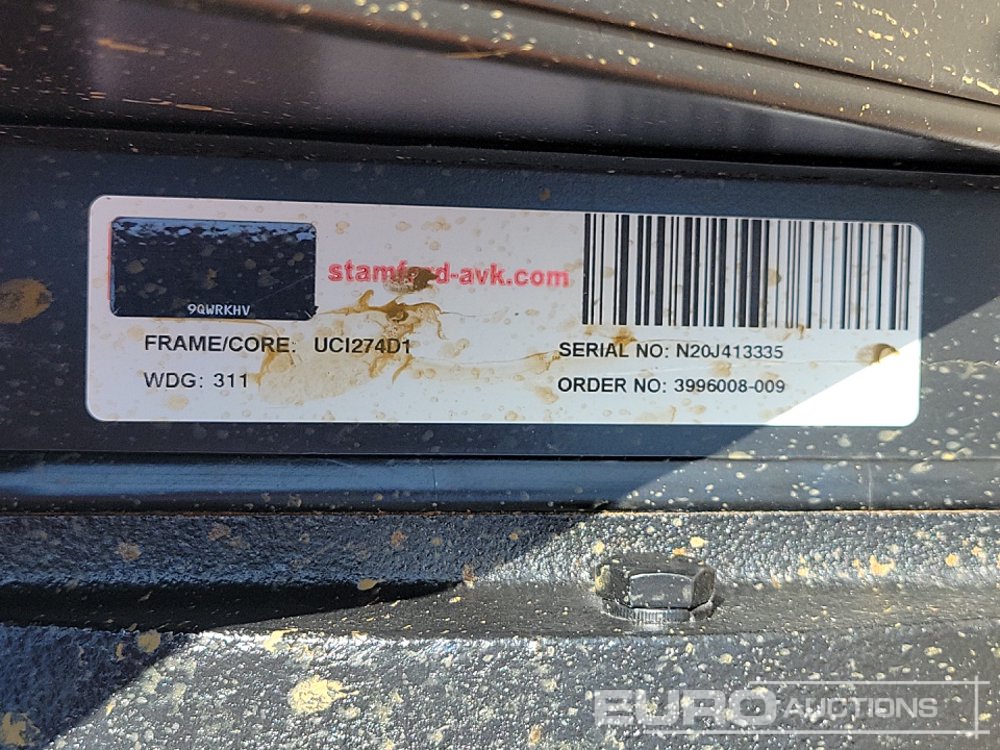 stamford-avk.com
9QWRKHV
FRAME/CORE: UCI274D1
SERIAL NO: N20J413335
WDG: 311
ORDER NO: 3996008-009
EURO AUCTIONS